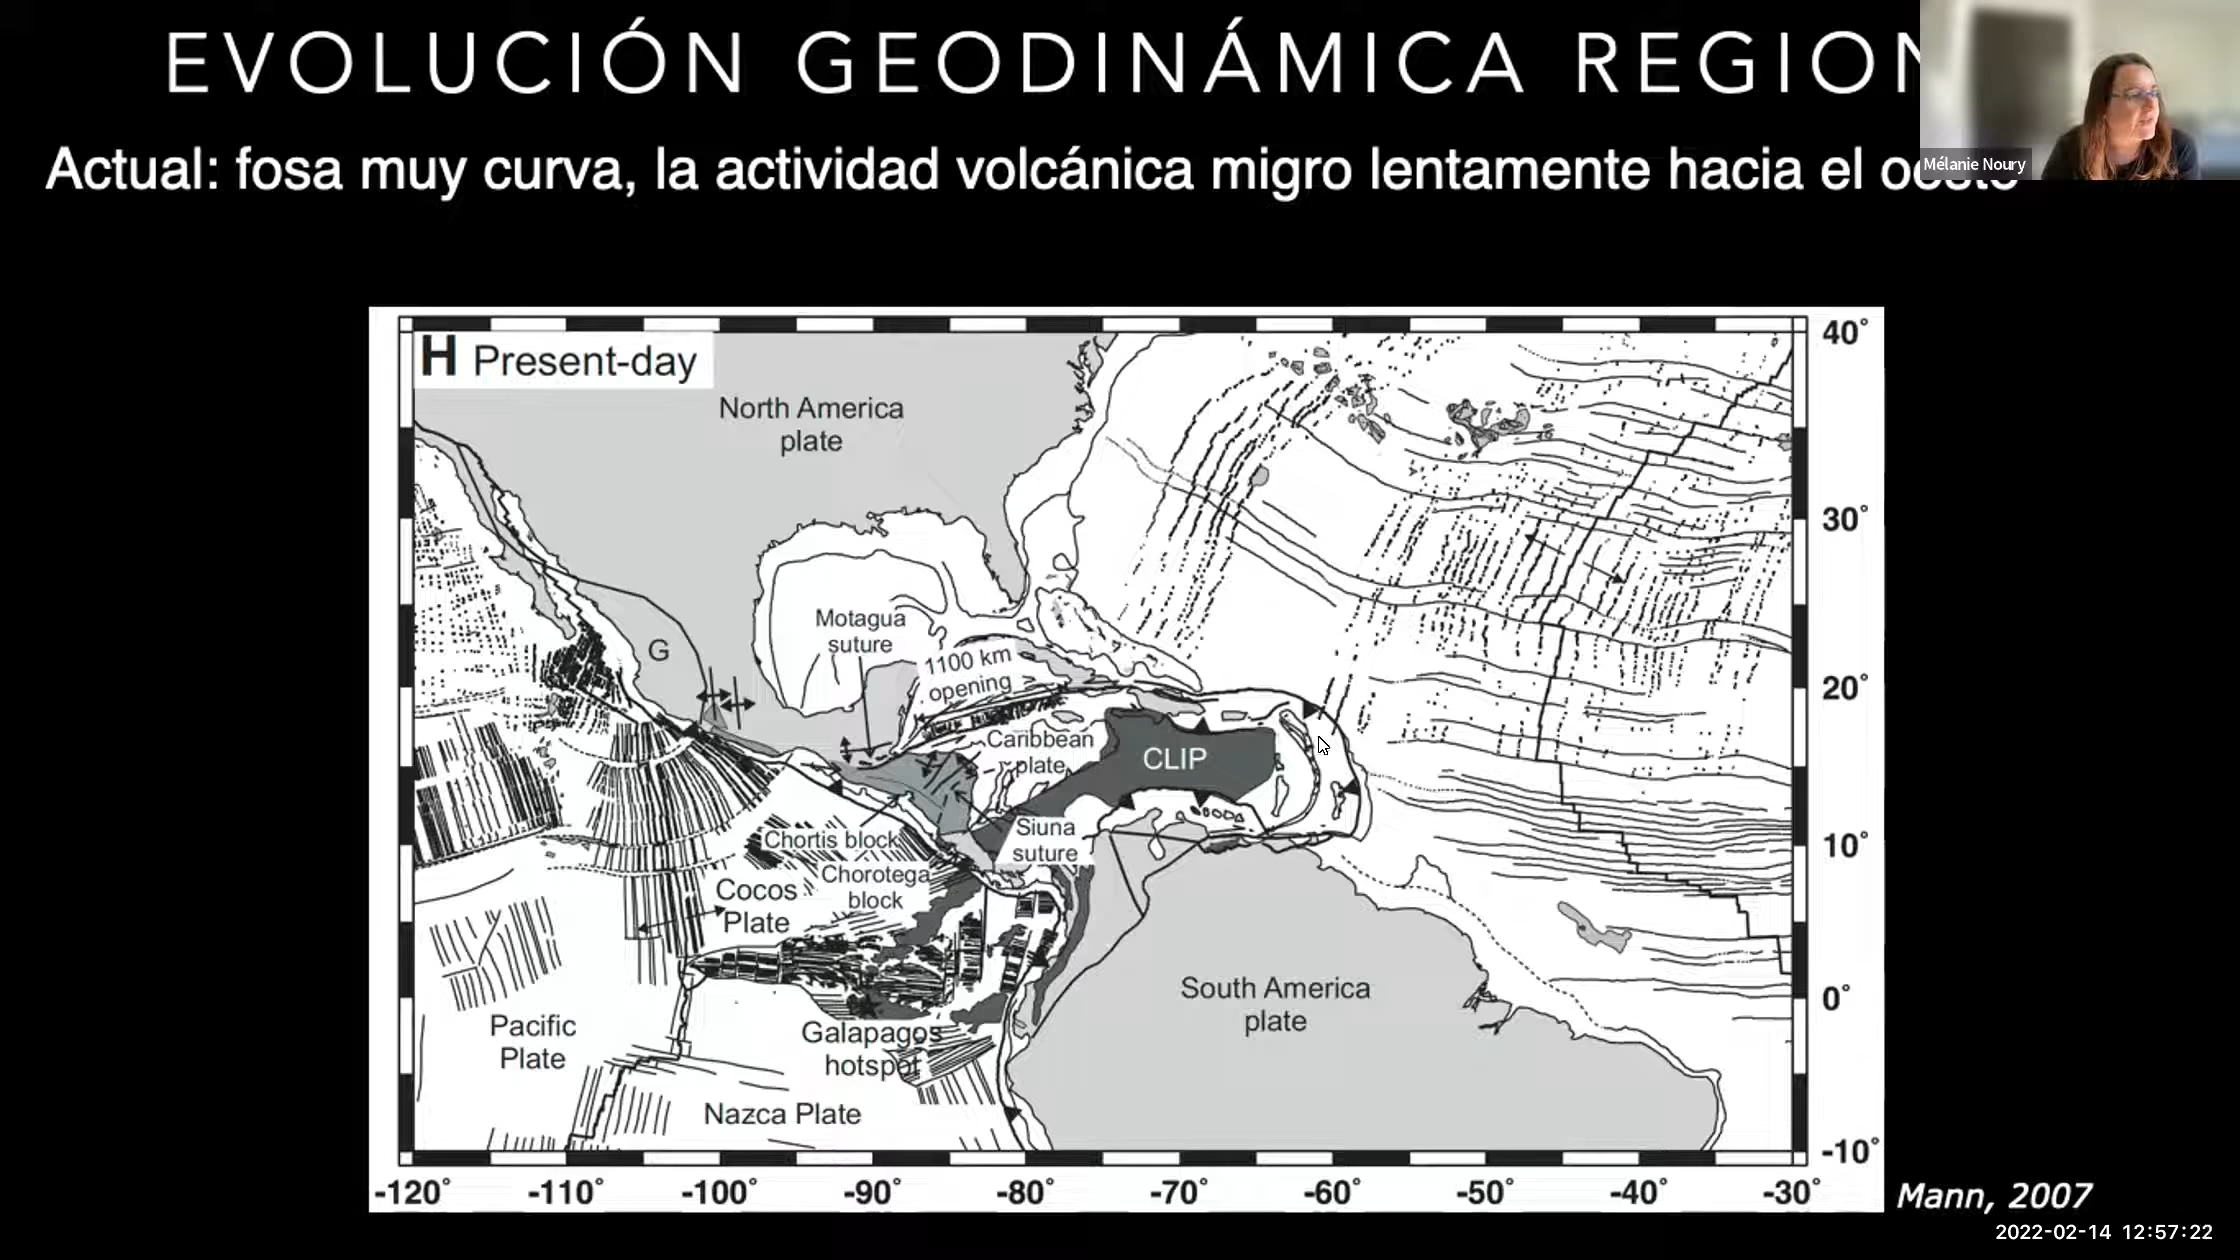 EVOLUCIÓN GEODINÁMICA REGION
Mélanie Noury
Actual: fosa muy curva, la actividad volcánica migro lentamente hacia el oeste
H Present-day
North America
plate
Motagua
suture
G
1100 km
opening
Caribbean
plate
CLIP
Chortis block
Siuna
suture
Chorotega
block
Cocos
Plate
South America
plate
Pacific
Plate
Galapagos
hotspot
Nazca Plate
40°
30°
20°
10°
0°
-10°
-120° -110° -100° -90° -80° -70° -60° -50° -40° -30°
Mann, 2007
2022-02-14 12:57:22